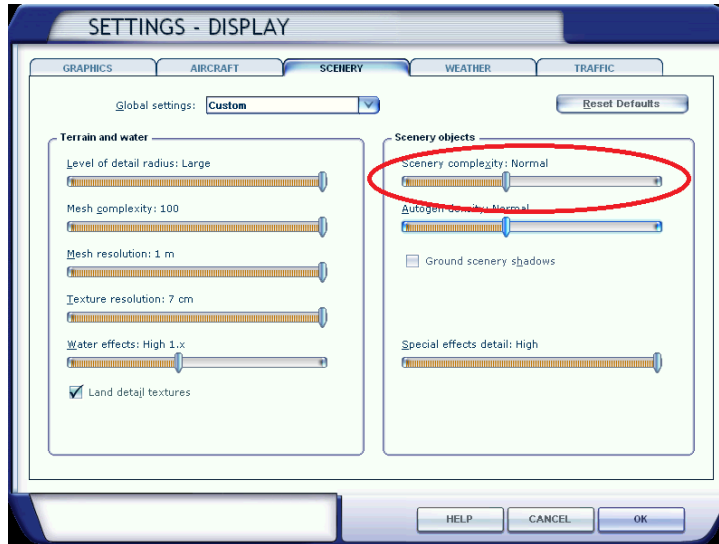 SETTINGS - DISPLAY
GRAPHICS AIRCRAFT SCENERY WEATHER TRAFFIC
Global settings: Custom Reset Defaults
Terrain and water
Level of detail radius: Large
Mesh complexity: 100
Mesh resolution: 1 m
Texture resolution: 7 cm
Water effects: High 1.x
Land detail textures
Scenery objects
Scenery complexity: Normal
Autogen density: Normal
Ground scenery shadows
Special effects detail: High
HELP CANCEL OK